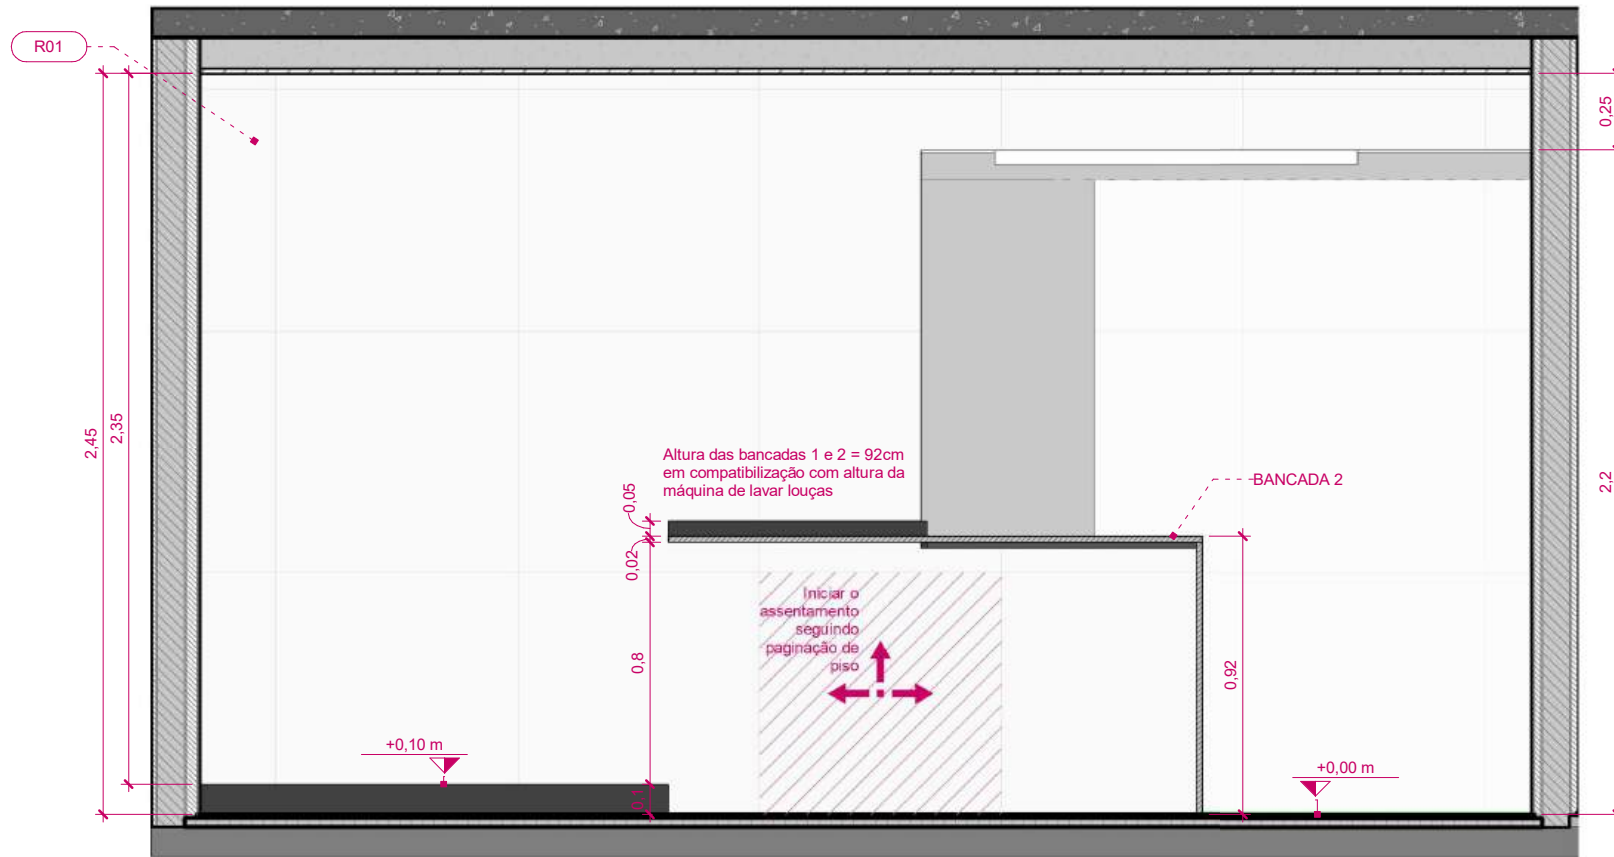 R01
0,25
2,45
2,35
Altura das bancadas 1 e 2 = 92cm
em compatibilização com altura da
máquina de lavar louças
0,05
BANCADA 2
2,2
0,02
Iniciar o
assentamento
seguindo
paginação de
piso
0,8
0,92
+0,10 m
+0,00 m
0,1